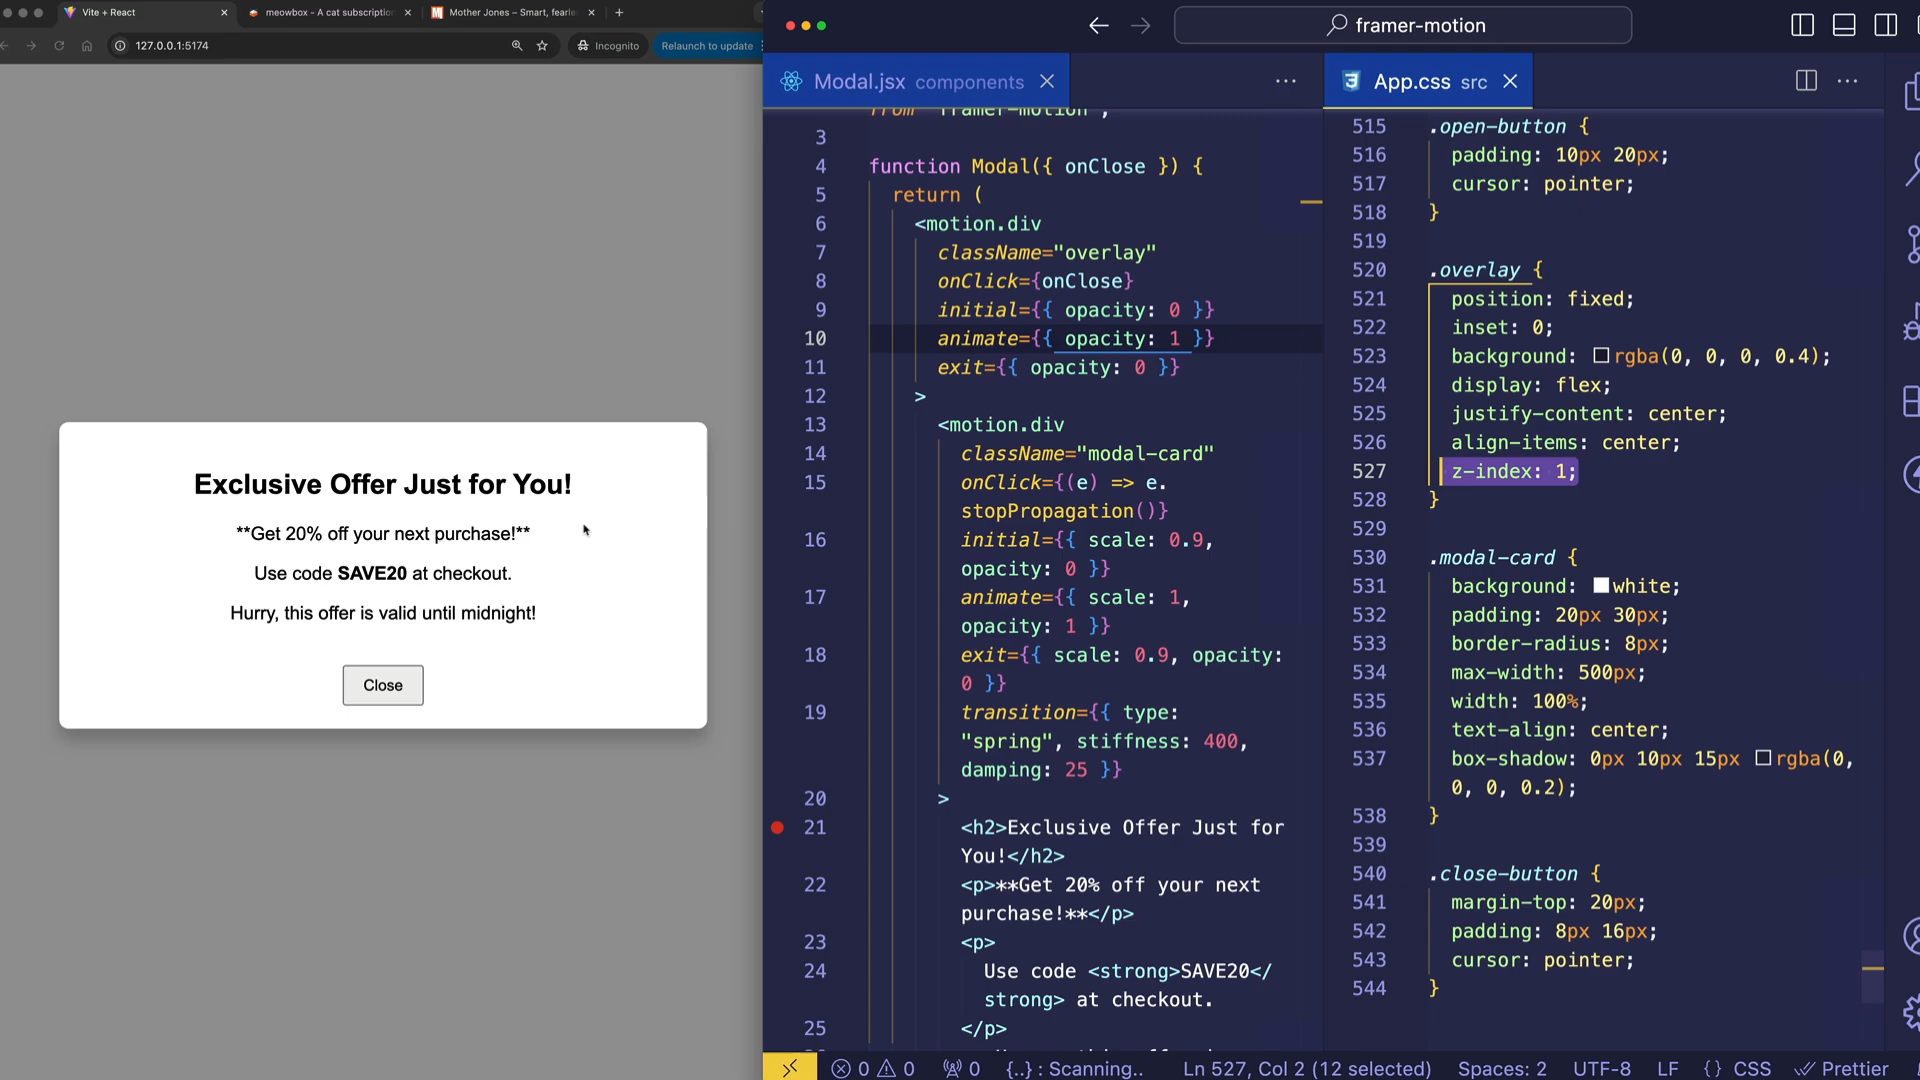 Vite + React
meowbox - A cat subscriptio
Mother Jones – Smart, fearle
127.0.0.1:5174
Incognito
Relaunch to update
Exclusive Offer Just for You!
**Get 20% off your next purchase!**
Use code SAVE20 at checkout.
Hurry, this offer is valid until midnight!
Close
framer-motion
Modal.jsx components
from 'framer-motion';
3
4 function Modal({ onClose }) {
5 return (
6 <motion.div
7 className="overlay"
8 onClick={onClose}
9 initial={{ opacity: 0 }}
10 animate={{ opacity: 1 }}
11 exit={{ opacity: 0 }}
12 >
13 <motion.div
14 className="modal-card"
15 onClick={(e) => e.
stopPropagation()}
16 initial={{ scale: 0.9,
opacity: 0 }}
17 animate={{ scale: 1,
opacity: 1 }}
18 exit={{ scale: 0.9, opacity:
0 }}
19 transition={{ type:
"spring", stiffness: 400,
damping: 25 }}
20 >
21 <h2>Exclusive Offer Just for
You!</h2>
22 <p>**Get 20% off your next
purchase!**</p>
23 <p>
24 Use code <strong>SAVE20</
strong> at checkout.
25 </p>
App.css src
515 .open-button {
516 padding: 10px 20px;
517 cursor: pointer;
518 }
519
520 .overlay {
521 position: fixed;
522 inset: 0;
523 background: rgba(0, 0, 0, 0.4);
524 display: flex;
525 justify-content: center;
526 align-items: center;
527 z-index: 1;
528 }
529
530 .modal-card {
531 background: white;
532 padding: 20px 30px;
533 border-radius: 8px;
534 max-width: 500px;
535 width: 100%;
536 text-align: center;
537 box-shadow: 0px 10px 15px rgba(0,
0, 0, 0.2);
538 }
539
540 .close-button {
541 margin-top: 20px;
542 padding: 8px 16px;
543 cursor: pointer;
544 }
0 0 0 {..} : Scanning.. Ln 527, Col 2 (12 selected) Spaces: 2 UTF-8 LF {} CSS Prettier